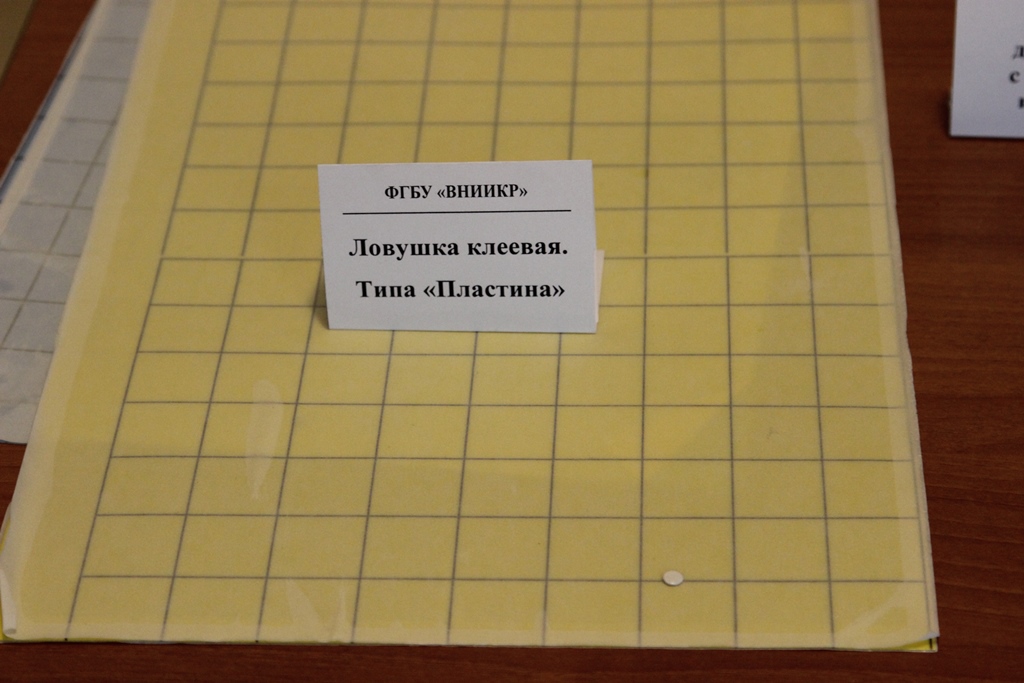 ФГБУ «ВНИИКР»
Ловушка клеевая.
Типа «Пластина»